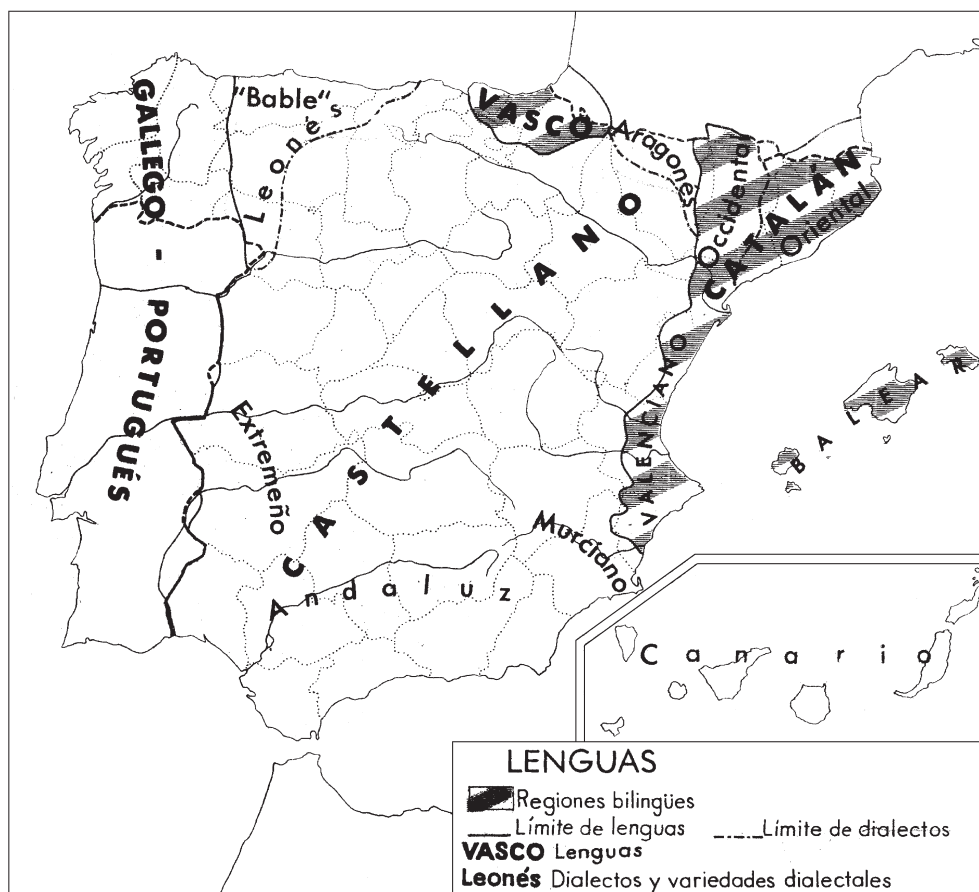 GALLEGO - PORTUGUÉS
"Bable"
Leonés
VASCO
Aragonés
Occidental
CATALÁN
Oriental
CASTELLANO
VALENCIANO
BALEAR
Extremeño
Murciano
Andaluz
Canario
LENGUAS
Regiones bilingües
Límite de lenguas
Límite de dialectos
VASCO Lenguas
Leonés Dialectos y variedades dialectales